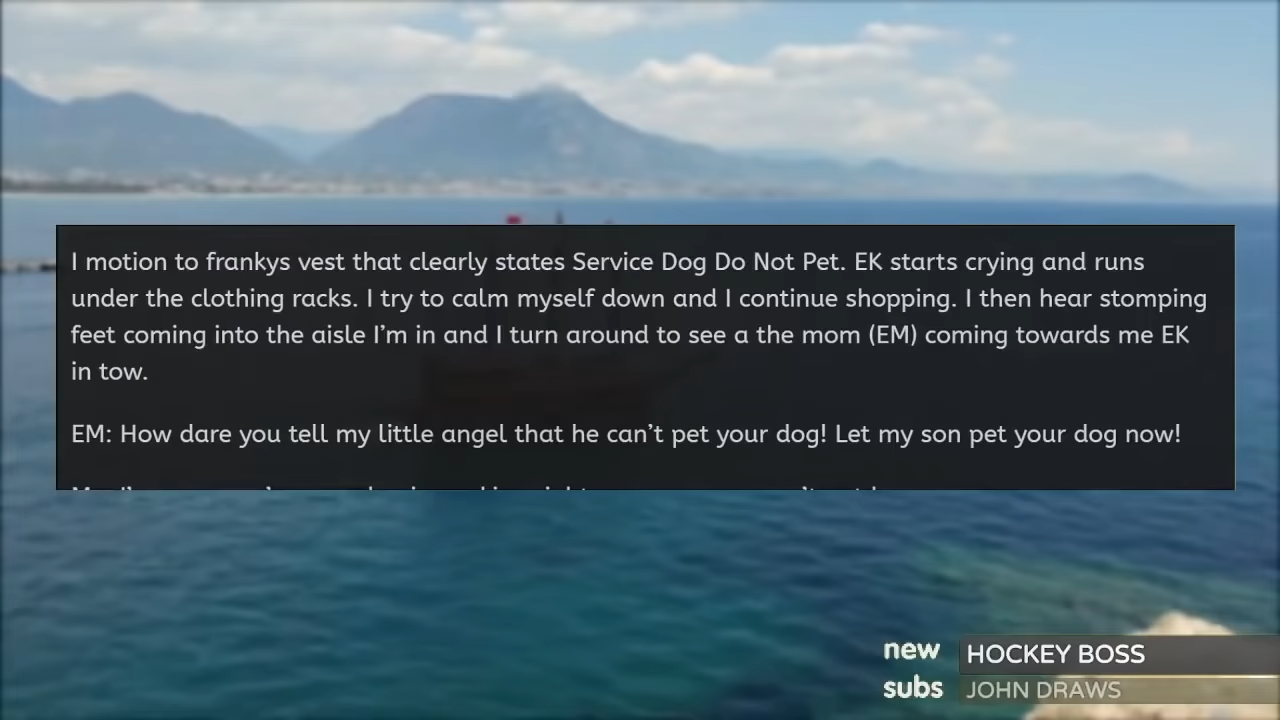 I motion to frankys vest that clearly states Service Dog Do Not Pet. EK starts crying and runs
under the clothing racks. I try to calm myself down and I continue shopping. I then hear stomping
feet coming into the aisle I’m in and I turn around to see a the mom (EM) coming towards me EK
in tow.
EM: How dare you tell my little angel that he can’t pet your dog! Let my son pet your dog now!
new HOCKEY BOSS
subs JOHN DRAWS